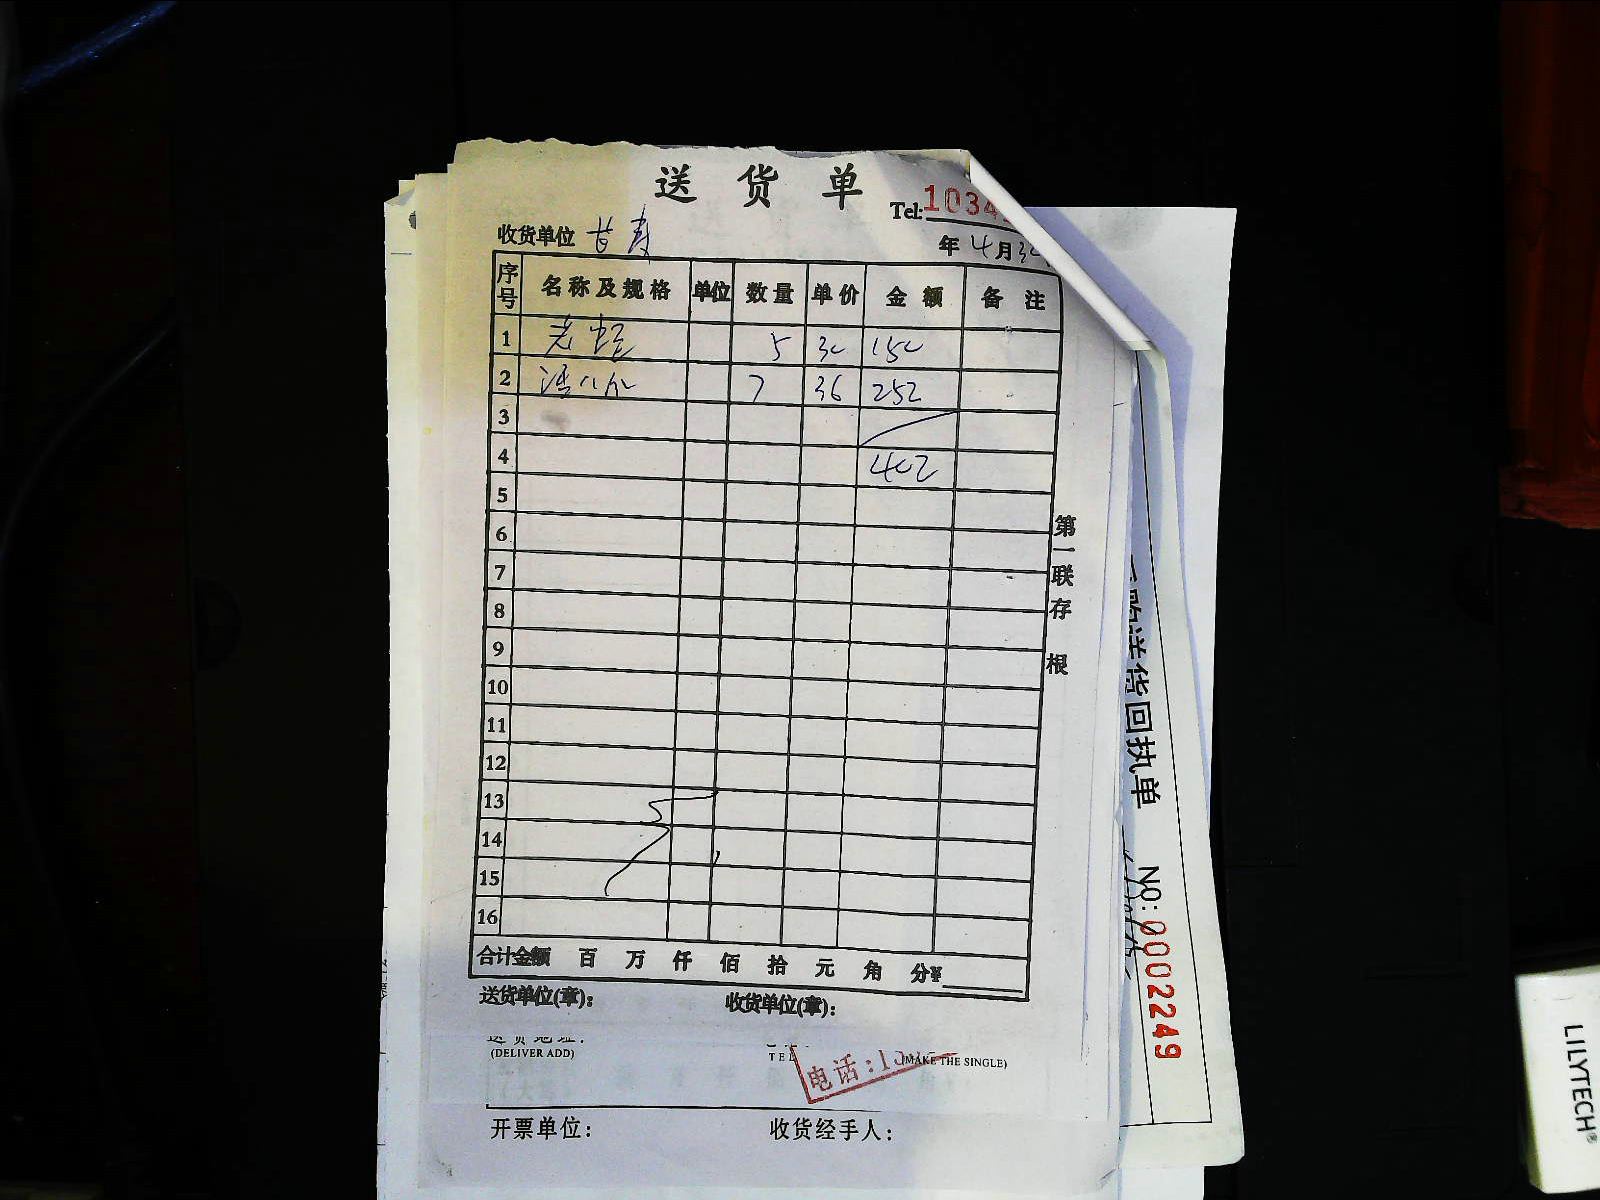 送货单
Tel: 1034
收货单位
年 4月30
序号 名称及规格 单位 数量 单价 金额 备注
1 5 30 150
2 7 36 252
3
4 402
5
6
7
8
9
10
11
12
13
14
15
16
第一联存根
合计金额 百 万 仟 佰 拾 元 角 分¥
送货单位(章): 收货单位(章):
(DELIVER ADD) TEL (MAKE THE SINGLE)
电话:1
开票单位: 收货经手人:
送货回执单 NO: 0002249
LILYTECH®